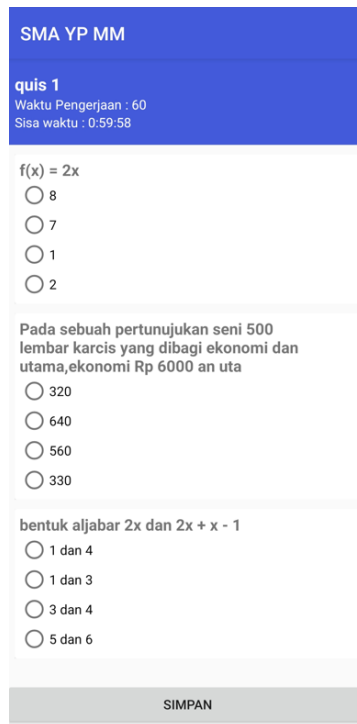 SMA YP MM
quis 1
Waktu Pengerjaan : 60
Sisa waktu : 0:59:58
f(x) = 2x
8
7
1
2
Pada sebuah pertunujukan seni 500
lembar karcis yang dibagi ekonomi dan
utama,ekonomi Rp 6000 an uta
320
640
560
330
bentuk aljabar 2x dan 2x + x - 1
1 dan 4
1 dan 3
3 dan 4
5 dan 6
SIMPAN